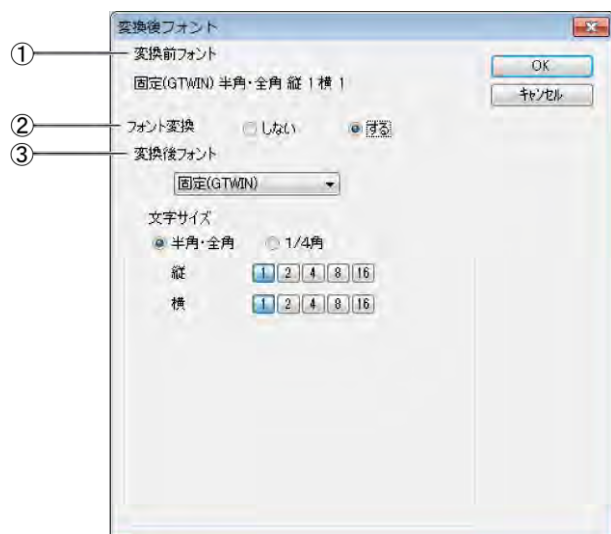 変換後フォント
① 変換前フォント
OK
固定(GTWIN) 半角・全角 縦 1 横 1
キャンセル
② フォント変換 しない する
③ 変換後フォント
固定(GTWIN)
文字サイズ
半角・全角 1/4角
縦 1 2 4 8 16
横 1 2 4 8 16